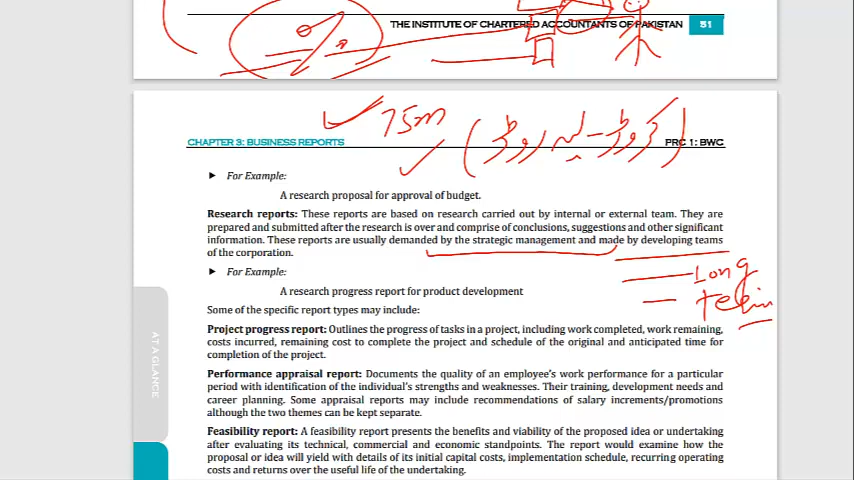 THE INSTITUTE OF CHARTERED ACCOUNTANTS OF PAKISTAN 51
75m
CHAPTER 3: BUSINESS REPORTS PRC 1: BWC
► For Example:
A research proposal for approval of budget.
Research reports: These reports are based on research carried out by internal or external team. They are
prepared and submitted after the research is over and comprise of conclusions, suggestions and other significant
information. These reports are usually demanded by the strategic management and made by developing teams
of the corporation.
► For Example:
Long
A research progress report for product development
Some of the specific report types may include:
Project progress report: Outlines the progress of tasks in a project, including work completed, work remaining,
costs incurred, remaining cost to complete the project and schedule of the original and anticipated time for
completion of the project.
AT A GLANCE
Performance appraisal report: Documents the quality of an employee's work performance for a particular
period with identification of the individual's strengths and weaknesses. Their training, development needs and
career planning. Some appraisal reports may include recommendations of salary increments/promotions
although the two themes can be kept separate.
Feasibility report: A feasibility report presents the benefits and viability of the proposed idea or undertaking
after evaluating its technical, commercial and economic standpoints. The report would examine how the
proposal or idea will yield with details of its initial capital costs, implementation schedule, recurring operating
costs and returns over the useful life of the undertaking.